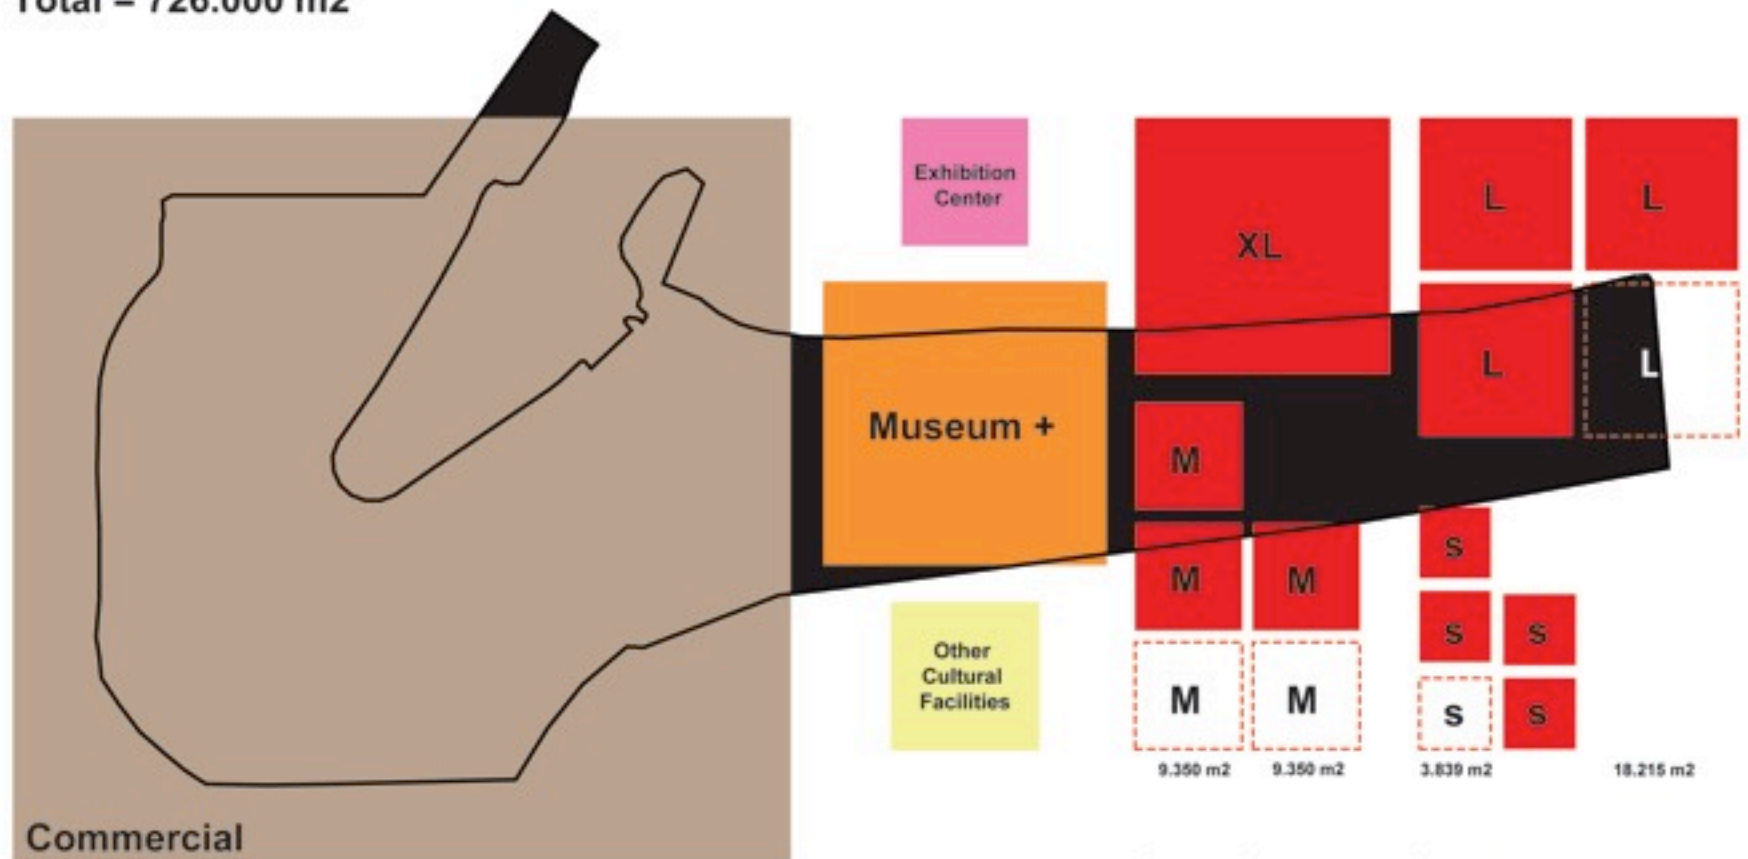 Total = 726.000 m2
Exhibition
Center
XL
L
L
Museum +
M
L
L
M
M
S
S
S
Other
Cultural
Facilities
M
M
S
S
9.350 m2
9.350 m2
3.839 m2
18.215 m2
Commercial